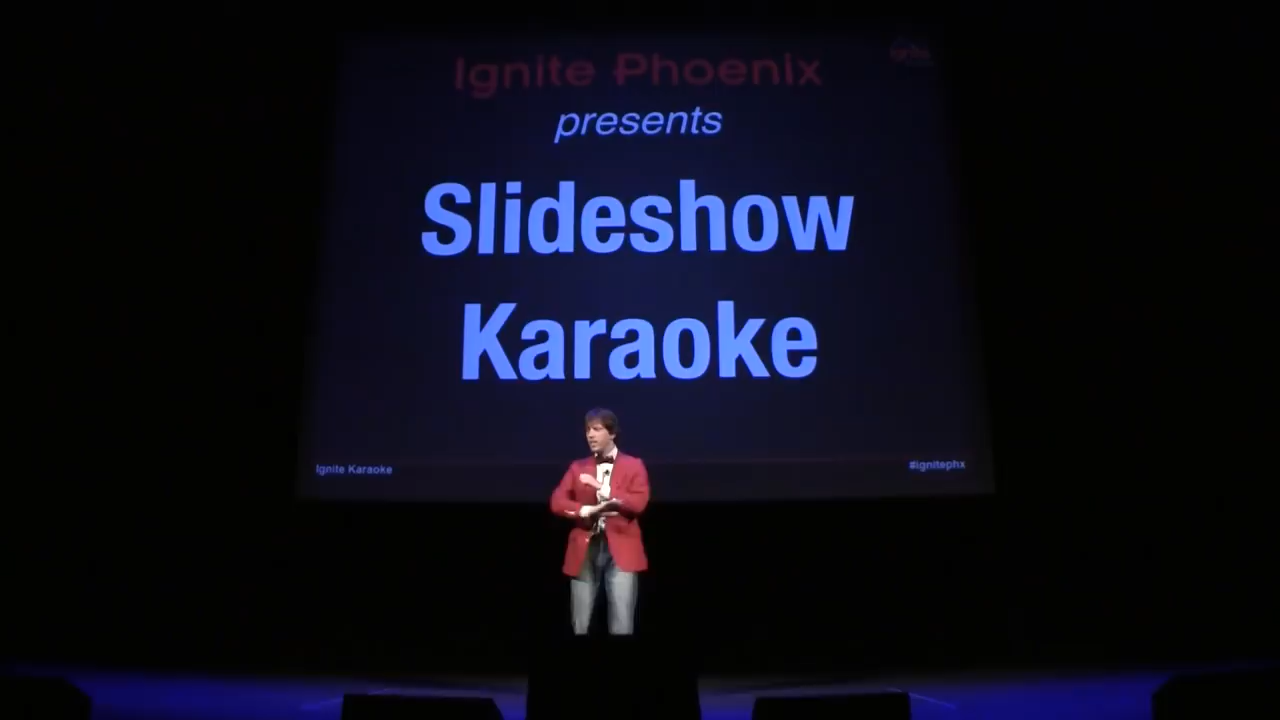 Ignite Phoenix
presents
Slideshow
Karaoke
Ignite Karaoke
#ignitephx